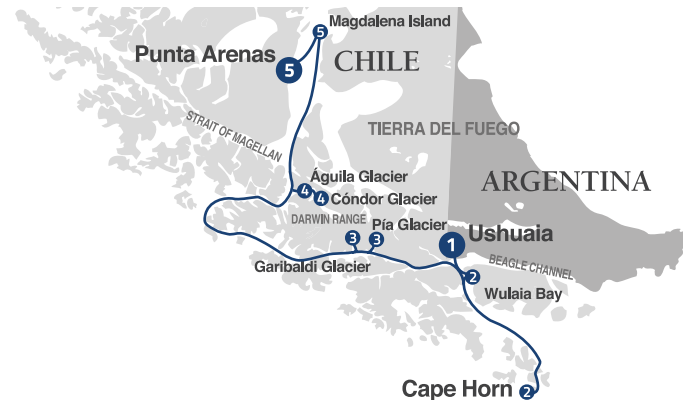 5
Magdalena Island
Punta Arenas
5
CHILE
STRAIT OF MAGELLAN
TIERRA DEL FUEGO
Águila Glacier
4
4
Cóndor Glacier
ARGENTINA
DARWIN RANGE
Pía Glacier
3
3
1
Ushuaia
Garibaldi Glacier
BEAGLE CHANNEL
2
Wulaia Bay
Cape Horn
2